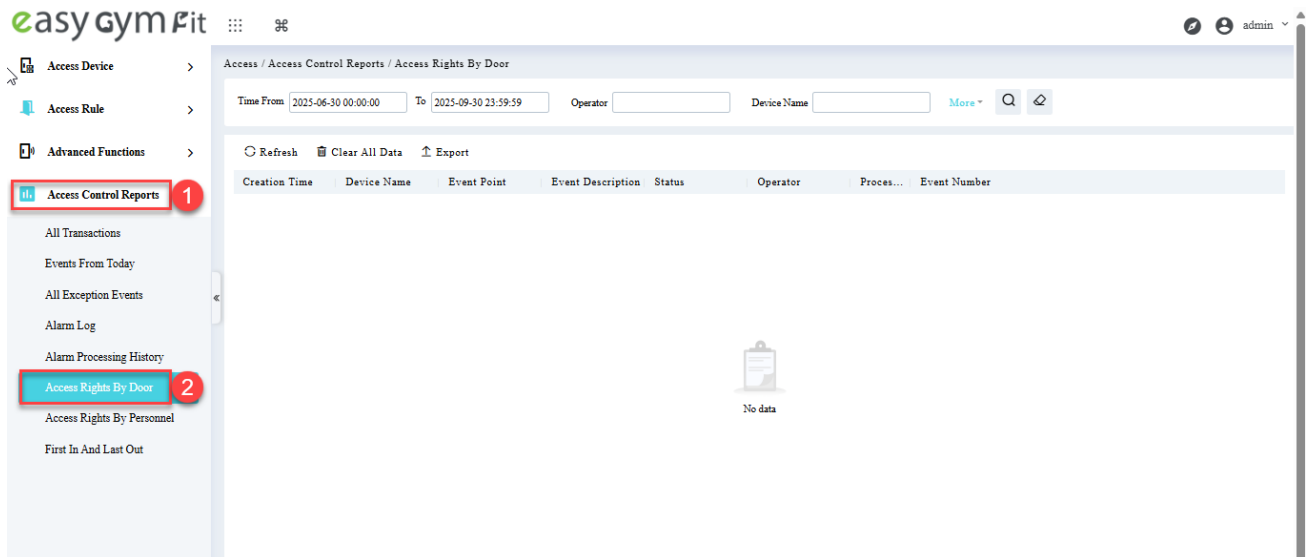 easy Gym Fit
admin
Access Device
Access Rule
Advanced Functions
Access Control Reports
1
All Transactions
Events From Today
All Exception Events
Alarm Log
Alarm Processing History
Access Rights By Door
2
Access Rights By Personnel
First In And Last Out
Access / Access Control Reports / Access Rights By Door
Time From 2025-06-30 00:00:00 To 2025-09-30 23:59:59 Operator Device Name More
Refresh Clear All Data Export
Creation Time Device Name Event Point Event Description Status Operator Proces... Event Number
No data